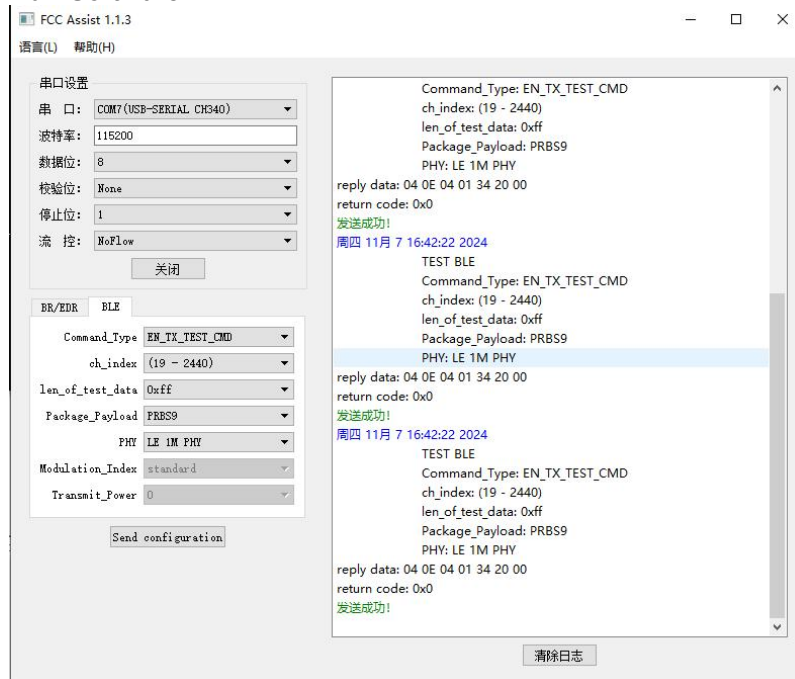 FCC Assist 1.1.3
语言(L) 帮助(H)
串口设置
串 口: COM7(USB-SERIAL CH340)
波特率: 115200
数据位: 8
校验位: None
停止位: 1
流 控: NoFlow
关闭
BR/EDR BLE
Command_Type EN_TX_TEST_CMD
ch_index (19 - 2440)
len_of_test_data 0xff
Package_Payload PRBS9
PHY LE 1M PHY
Modulation_Index standard
Transmit_Power 0
Send configuration
Command_Type: EN_TX_TEST_CMD
ch_index: (19 - 2440)
len_of_test_data: 0xff
Package_Payload: PRBS9
PHY: LE 1M PHY
reply data: 04 0E 04 01 34 20 00
return code: 0x0
发送成功!
周四 11月 7 16:42:22 2024
TEST BLE
Command_Type: EN_TX_TEST_CMD
ch_index: (19 - 2440)
len_of_test_data: 0xff
Package_Payload: PRBS9
PHY: LE 1M PHY
reply data: 04 0E 04 01 34 20 00
return code: 0x0
发送成功!
周四 11月 7 16:42:22 2024
TEST BLE
Command_Type: EN_TX_TEST_CMD
ch_index: (19 - 2440)
len_of_test_data: 0xff
Package_Payload: PRBS9
PHY: LE 1M PHY
reply data: 04 0E 04 01 34 20 00
return code: 0x0
发送成功!
清除日志